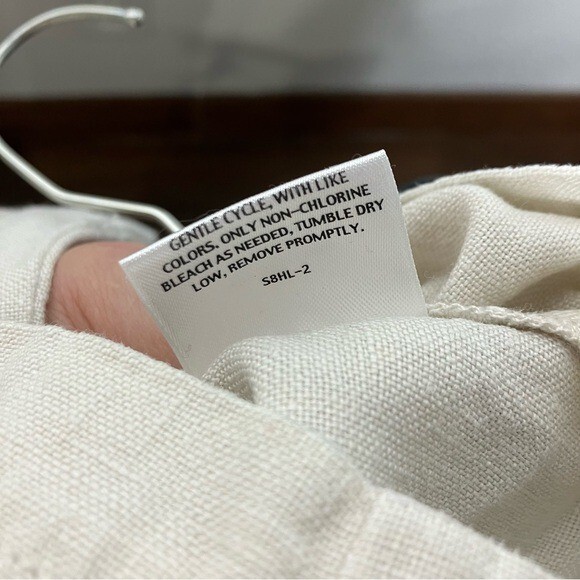 GENTLE CYCLE, WITH LIKE
COLORS. ONLY NON-CHLORINE
BLEACH AS NEEDED, TUMBLE DRY
LOW, REMOVE PROMPTLY.
S8HL-2